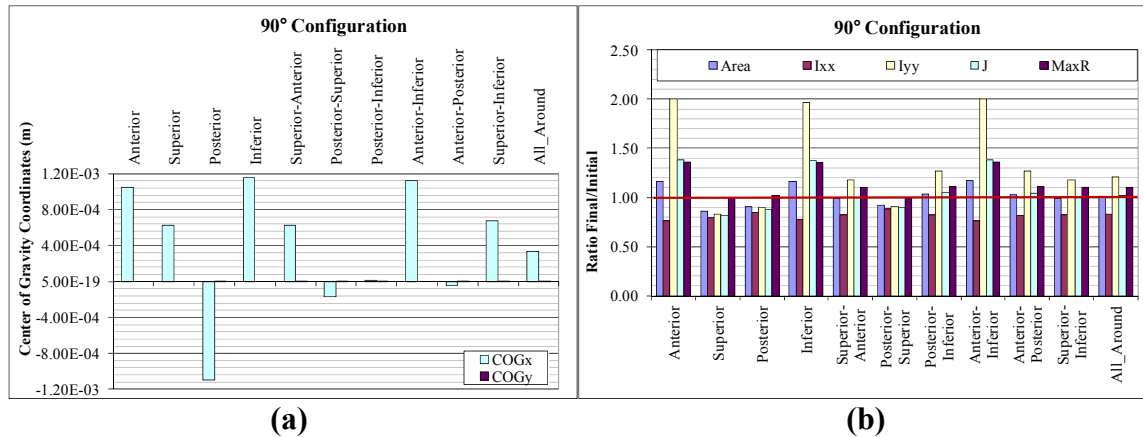 90° Configuration
Anterior
Superior
Posterior
Inferior
Superior-Anterior
Posterior-Superior
Posterior-Inferior
Anterior-Inferior
Anterior-Posterior
Superior-Inferior
All_Around
Center of Gravity Coordinates (m)
1.20E-03
8.00E-04
4.00E-04
5.00E-19
-4.00E-04
-8.00E-04
-1.20E-03
COGx
COGy
(a)
90° Configuration
Ratio Final/Initial
2.50
2.00
1.50
1.00
0.50
0.00
Area Ixx Iyy J MaxR
Anterior
Superior
Posterior
Inferior
Superior-
Anterior
Posterior-
Superior
Posterior-
Inferior
Anterior-
Inferior
Anterior-
Posterior
Superior-
Inferior
All_Around
(b)